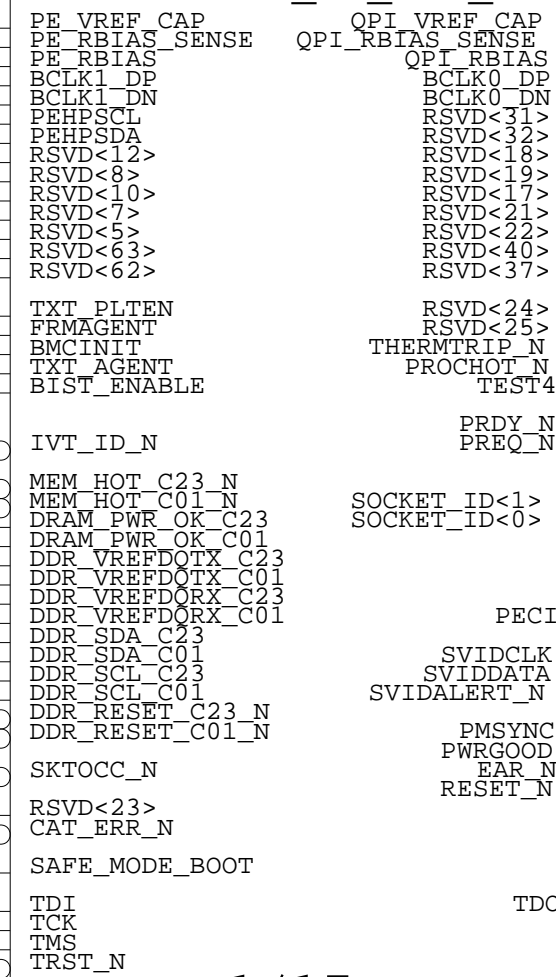 PE_VREF_CAP QPI_VREF_CAP
PE_RBIAS_SENSE QPI_RBIAS_SENSE
PE_RBIAS QPI_RBIAS
BCLK1_DP BCLK0_DP
BCLK1_DN BCLK0_DN
PEHPSCL RSVD<31>
PEHPSDA RSVD<32>
RSVD<12> RSVD<18>
RSVD<8> RSVD<19>
RSVD<10> RSVD<17>
RSVD<7> RSVD<21>
RSVD<5> RSVD<22>
RSVD<63> RSVD<40>
RSVD<62> RSVD<37>
TXT_PLTEN RSVD<24>
FRMAGENT RSVD<25>
BMCINIT THERMTRIP_N
TXT_AGENT PROCHOT_N
BIST_ENABLE TEST4
PRDY_N
IVT_ID_N PREQ_N
MEM_HOT_C23_N
MEM_HOT_C01_N SOCKET_ID<1>
DRAM_PWR_OK_C23 SOCKET_ID<0>
DRAM_PWR_OK_C01
DDR_VREFDQTX_C23
DDR_VREFDQTX_C01
DDR_VREFDQRX_C23
DDR_VREFDQRX_C01 PECI
DDR_SDA_C23
DDR_SDA_C01 SVIDCLK
DDR_SCL_C23 SVIDDATA
DDR_SCL_C01 SVIDALERT_N
DDR_RESET_C23_N
DDR_RESET_C01_N PMSYNC
PWRGOOD
SKTOCC_N EAR_N
RESET_N
RSVD<23>
CAT_ERR_N
SAFE_MODE_BOOT
TDI TDO
TCK
TMS
TRST_N